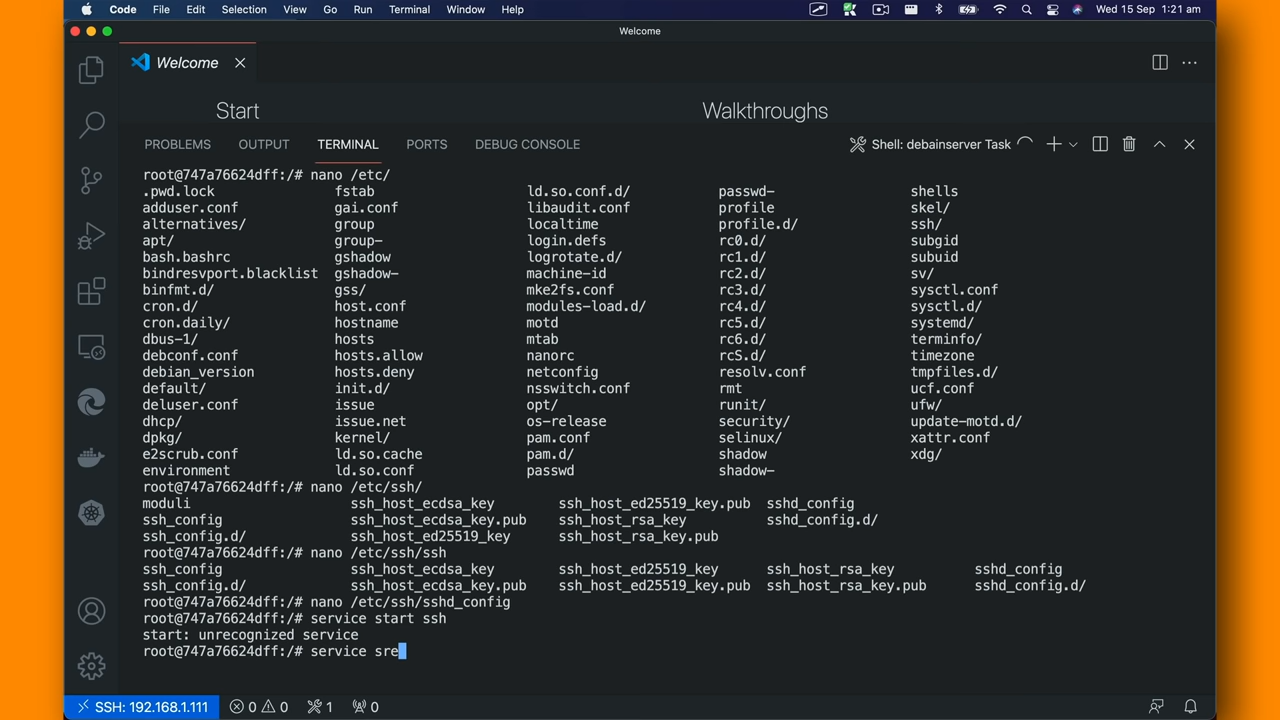 Code File Edit Selection View Go Run Terminal Window Help Wed 15 Sep 1:21 am
Welcome
Welcome
Start Walkthroughs
PROBLEMS OUTPUT TERMINAL PORTS DEBUG CONSOLE Shell: debainserver Task
root@747a76624dff:/# nano /etc/
.pwd.lock fstab ld.so.conf.d/ passwd- shells
adduser.conf gai.conf libaudit.conf profile skel/
alternatives/ group localtime profile.d/ ssh/
apt/ group- login.defs rc0.d/ subgid
bash.bashrc gshadow logrotate.d/ rc1.d/ subuid
bindresvport.blacklist gshadow- machine-id rc2.d/ sv/
binfmt.d/ gss/ mke2fs.conf rc3.d/ sysctl.conf
cron.d/ host.conf modules-load.d/ rc4.d/ sysctl.d/
cron.daily/ hostname motd rc5.d/ systemd/
dbus-1/ hosts mtab rc6.d/ terminfo/
debconf.conf hosts.allow nanorc rcS.d/ timezone
debian_version hosts.deny netconfig resolv.conf tmpfiles.d/
default/ init.d/ nsswitch.conf rmt ucf.conf
deluser.conf issue opt/ runit/ ufw/
dhcp/ issue.net os-release security/ update-motd.d/
dpkg/ kernel/ pam.conf selinux/ xattr.conf
e2scrub.conf ld.so.cache pam.d/ shadow xdg/
environment ld.so.conf passwd shadow-
root@747a76624dff:/# nano /etc/ssh/
moduli ssh_host_ecdsa_key ssh_host_ed25519_key.pub sshd_config
ssh_config ssh_host_ecdsa_key.pub ssh_host_rsa_key sshd_config.d/
ssh_config.d/ ssh_host_ed25519_key ssh_host_rsa_key.pub
root@747a76624dff:/# nano /etc/ssh/ssh
ssh_config ssh_host_ecdsa_key ssh_host_ed25519_key ssh_host_rsa_key sshd_config
ssh_config.d/ ssh_host_ecdsa_key.pub ssh_host_ed25519_key.pub ssh_host_rsa_key.pub sshd_config.d/
root@747a76624dff:/# nano /etc/ssh/sshd_config
root@747a76624dff:/# service start ssh
start: unrecognized service
root@747a76624dff:/# service sre
SSH: 192.168.1.111 0 0 1 0